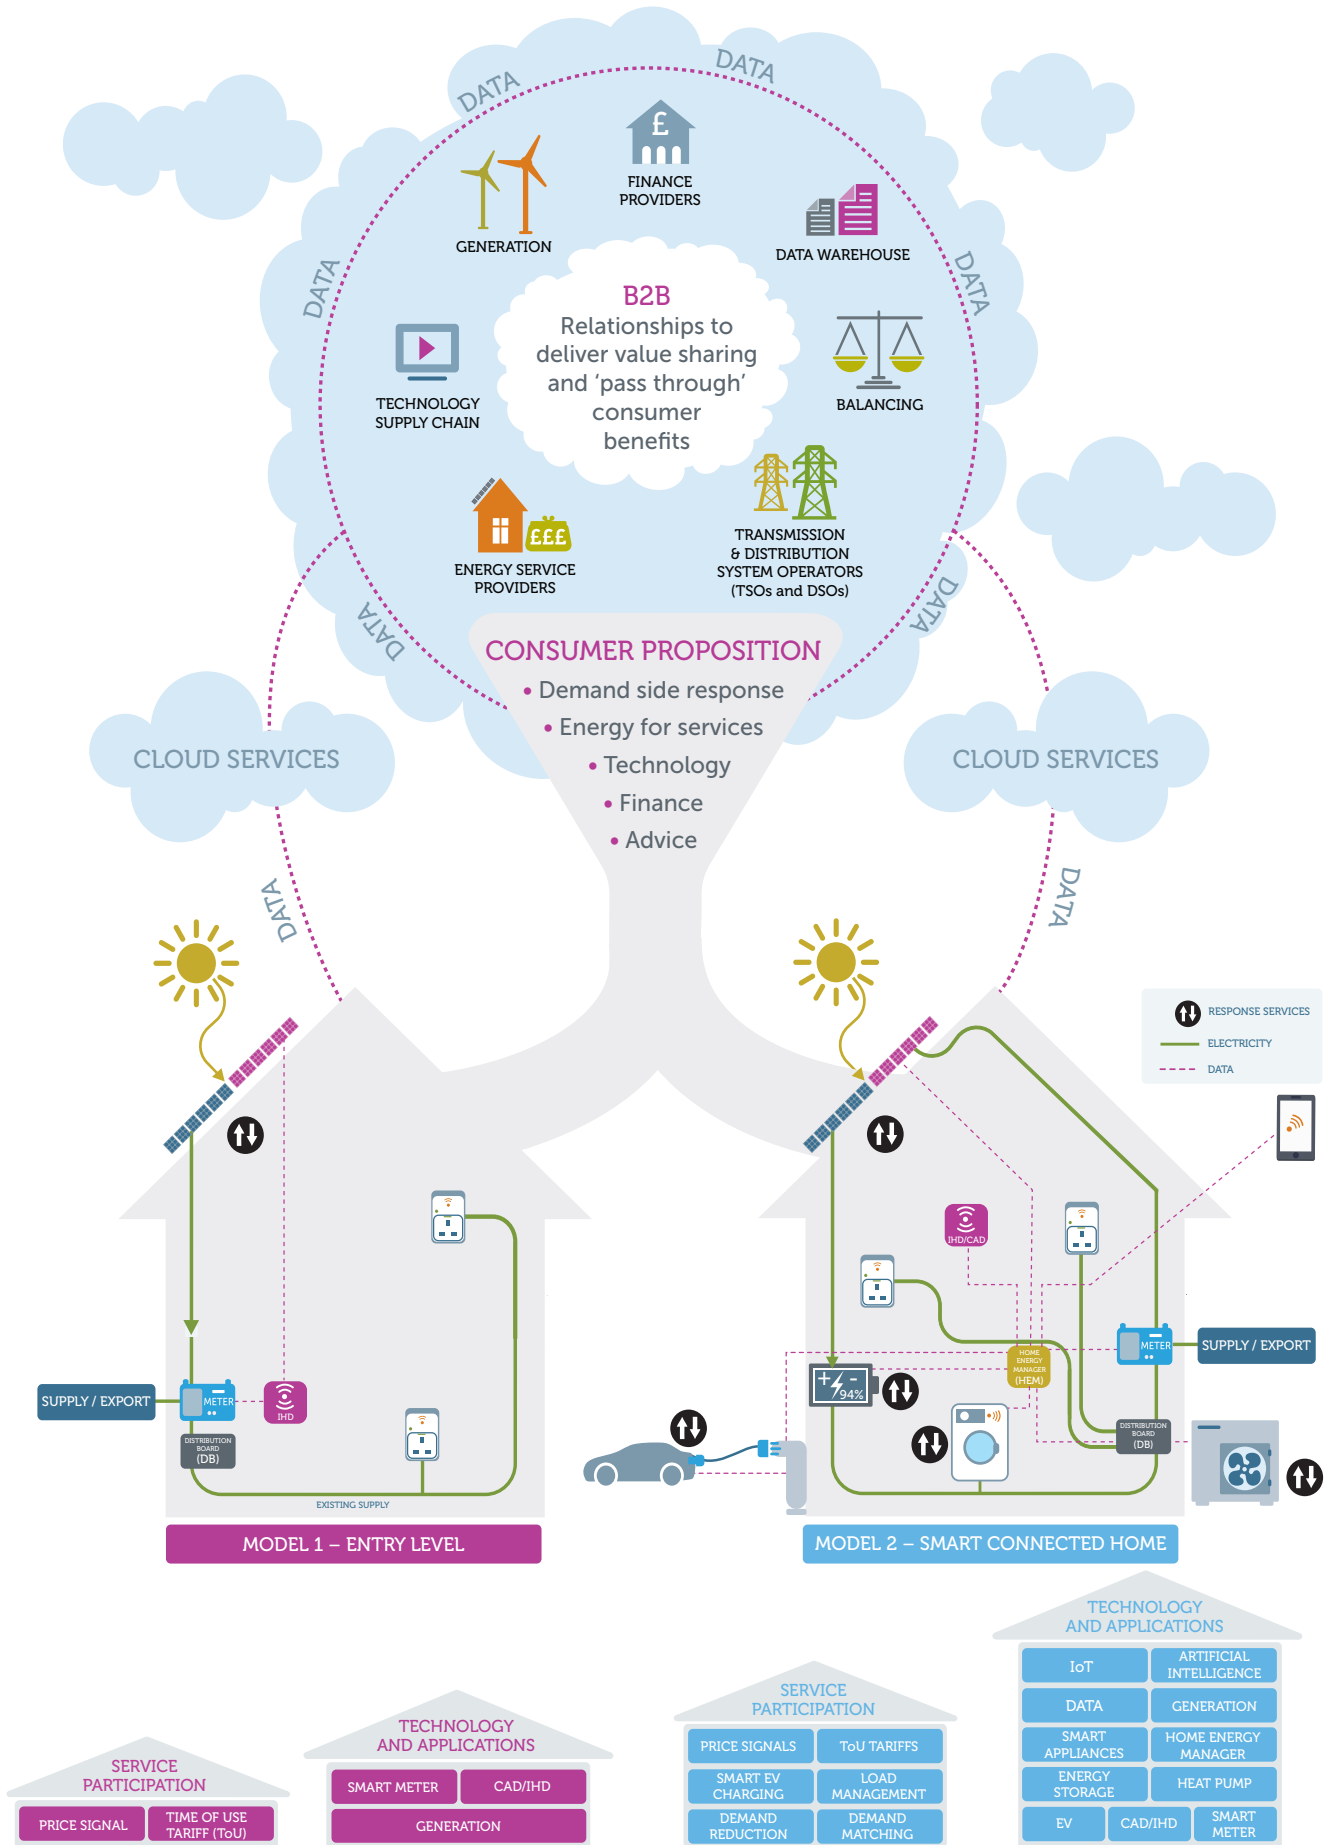 DATA
DATA
£
FINANCE
PROVIDERS
GENERATION
DATA WAREHOUSE
DATA
DATA
B2B
Relationships to
deliver value sharing
and ‘pass through’
consumer
benefits
TECHNOLOGY
SUPPLY CHAIN
BALANCING
£££
ENERGY SERVICE
PROVIDERS
TRANSMISSION
& DISTRIBUTION
SYSTEM OPERATORS
(TSOs and DSOs)
DATA
DATA
CONSUMER PROPOSITION
• Demand side response
• Energy for services
• Technology
• Finance
• Advice
CLOUD SERVICES
CLOUD SERVICES
DATA
DATA
RESPONSE SERVICES
ELECTRICITY
DATA
SUPPLY / EXPORT
METER
IHD
DISTRIBUTION
BOARD
(DB)
EXISTING SUPPLY
MODEL 1 – ENTRY LEVEL
IHD/CAD
HOME
ENERGY
MANAGER
(HEM)
METER
SUPPLY / EXPORT
+ -
94%
DISTRIBUTION
BOARD
(DB)
MODEL 2 – SMART CONNECTED HOME
SERVICE
PARTICIPATION
PRICE SIGNAL
TIME OF USE
TARIFF (ToU)
TECHNOLOGY
AND APPLICATIONS
SMART METER
CAD/IHD
GENERATION
SERVICE
PARTICIPATION
PRICE SIGNALS
ToU TARIFFS
SMART EV
CHARGING
LOAD
MANAGEMENT
DEMAND
REDUCTION
DEMAND
MATCHING
TECHNOLOGY
AND APPLICATIONS
IoT
ARTIFICIAL
INTELLIGENCE
DATA
GENERATION
SMART
APPLIANCES
HOME ENERGY
MANAGER
ENERGY
STORAGE
HEAT PUMP
EV
CAD/IHD
SMART
METER